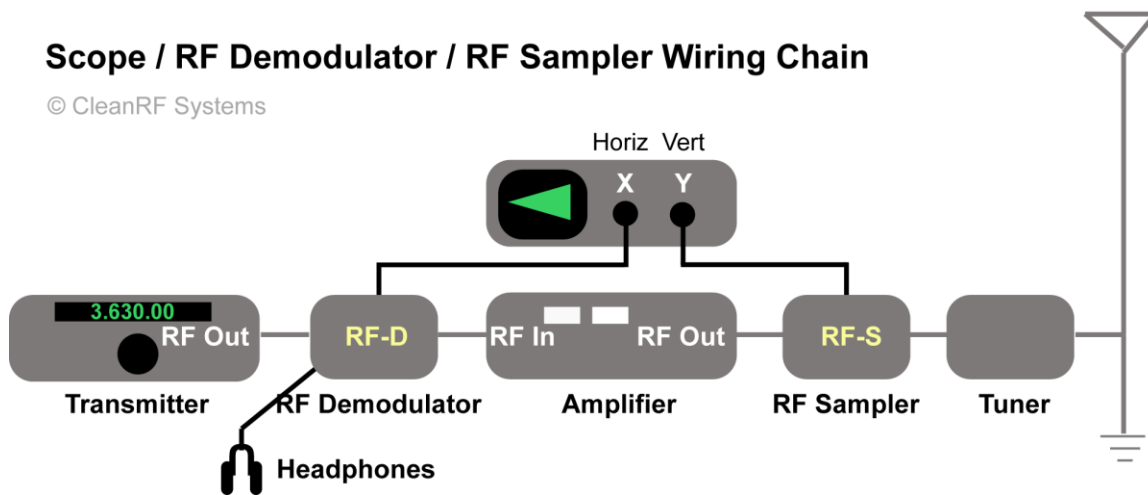 Scope / RF Demodulator / RF Sampler Wiring Chain
© CleanRF Systems
Horiz Vert
X Y
3.630.00
RF Out RF-D RF In RF Out RF-S
Transmitter RF Demodulator Amplifier RF Sampler Tuner
Headphones